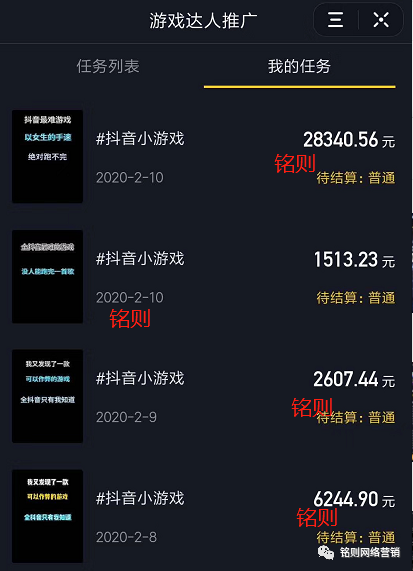 游戏达人推广
任务列表
我的任务
抖音最难游戏
以女生的手速
绝对跑不完
#抖音小游戏
28340.56 元
铭则
2020-2-10
待结算: 普通
全抖音最难的游戏
没人能跑完一首歌
#抖音小游戏
1513.23 元
2020-2-10
待结算: 普通
铭则
我又发现了一款
可以作弊的游戏
全抖音只有我知道
#抖音小游戏
2607.44 元
铭则
2020-2-9
待结算: 普通
我又发现了一款
可以作弊的游戏
全抖音只有我知道
#抖音小游戏
6244.90 元
铭则
2020-2-8
待结算: 普通
铭则网络营销